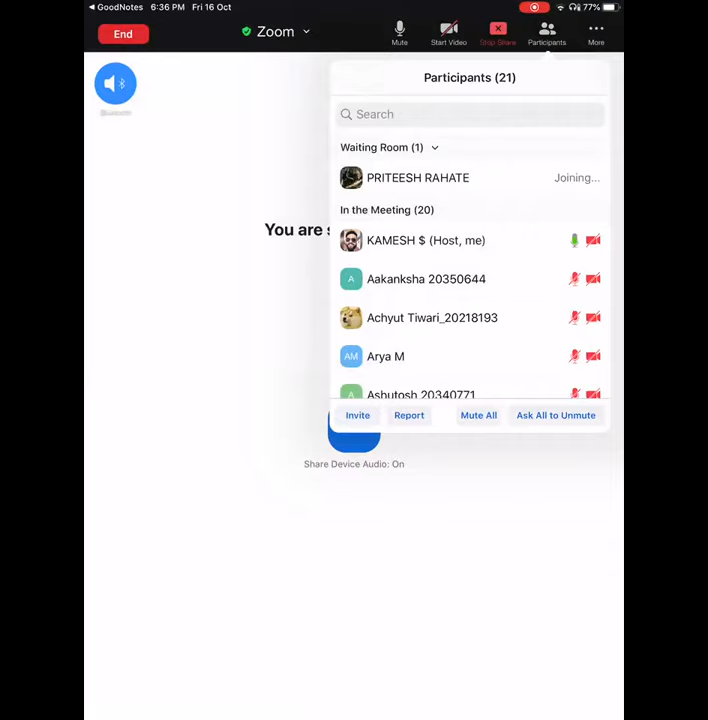 GoodNotes 6:36 PM Fri 16 Oct 77%
End Zoom Mute Start Video Stop Share Participants More
Participants (21)
Search
Waiting Room (1)
PRITEESH RAHATE Joining...
In the Meeting (20)
You are
KAMESH $ (Host, me)
A Aakanksha 20350644
Achyut Tiwari_20218193
AM Arya M
A Ashutosh 20340771
Invite Report Mute All Ask All to Unmute
Share Device Audio: On